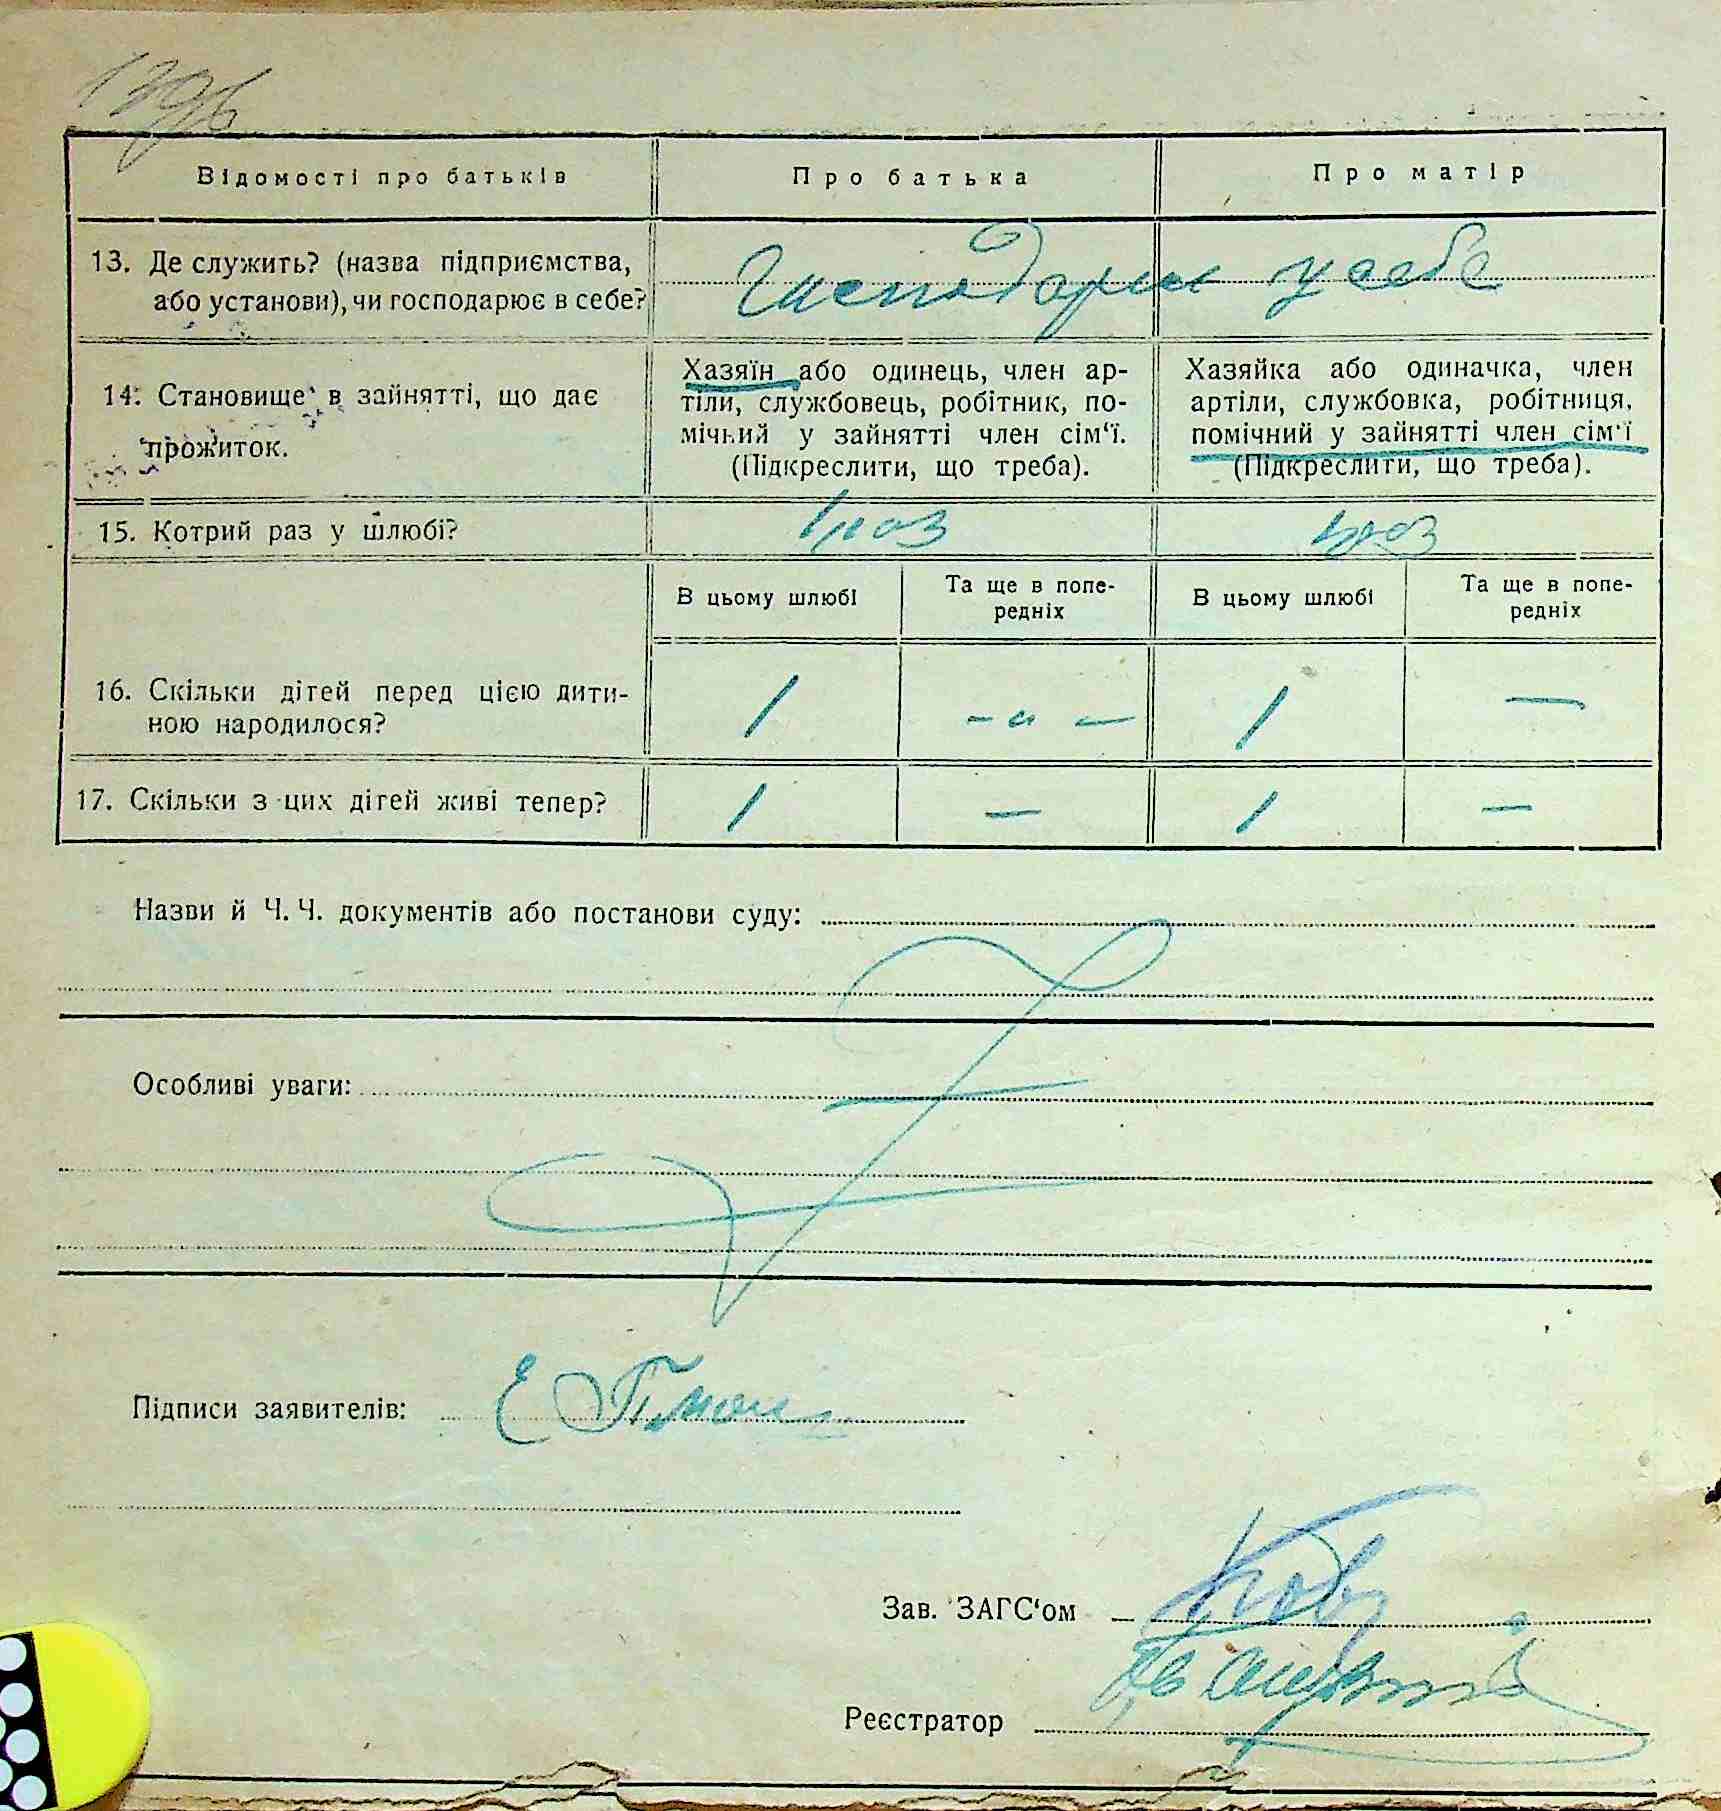 Відомості про батьків
Про батька
Про матір
13. Де служить? (назва підприємства,
або установи), чи господарює в себе?
у себе
14. Становище в зайнятті, що дає
прожиток.
Хазяїн або одинець, член ар-
тіли, службовець, робітник, по-
мічний у зайнятті член сім'ї.
(Підкреслити, що треба).
Хазяйка або одиначка, член
артіли, службовка, робітниця,
помічний у зайнятті член сім'ї
(Підкреслити, що треба).
15. Котрий раз у шлюбі?
1 раз
1 раз
В цьому шлюбі
Та ще в попе-
редніх
В цьому шлюбі
Та ще в попе-
редніх
16. Скільки дітей перед цією дити-
ною народилося?
1
- - -
1
—
17. Скільки з цих дітей живі тепер?
1
—
1
—
Назви й Ч. Ч. документів або постанови суду:
Особливі уваги:
Підписи заявителів:
Зав. ЗАГС'ом
Реєстратор